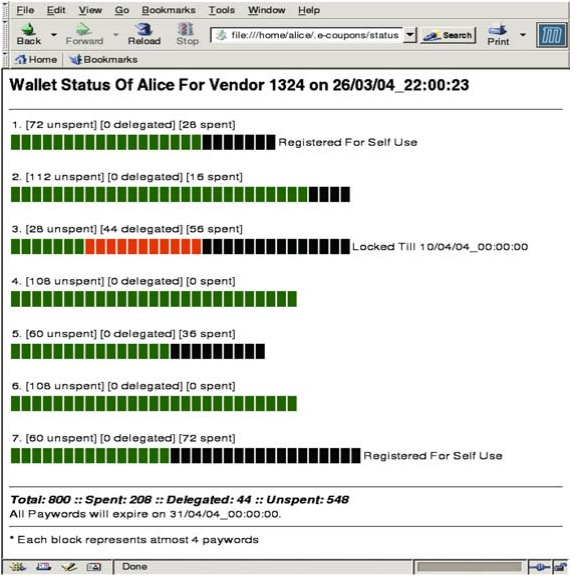 File Edit View Go Bookmarks Tools Window Help
Back Forward Reload Stop file:///home/alice/.e-coupons/status Search Print m
Home Bookmarks
Wallet Status Of Alice For Vendor 1324 on 26/03/04_22:00:23
1. [72 unspent] [0 delegated] [28 spent]
Registered For Self Use
2. [112 unspent] [0 delegated] [16 spent]
3. [28 unspent] [44 delegated] [56 spent]
Locked Till 10/04/04_00:00:00
4. [108 unspent] [0 delegated] [0 spent]
5. [60 unspent] [0 delegated] [36 spent]
6. [108 unspent] [0 delegated] [0 spent]
7. [60 unspent] [0 delegated] [72 spent]
Registered For Self Use
Total: 800 :: Spent: 208 :: Delegated: 44 :: Unspent: 548
All Paywords will expire on 31/04/04_00:00:00.
* Each block represents atmost 4 paywords
Done